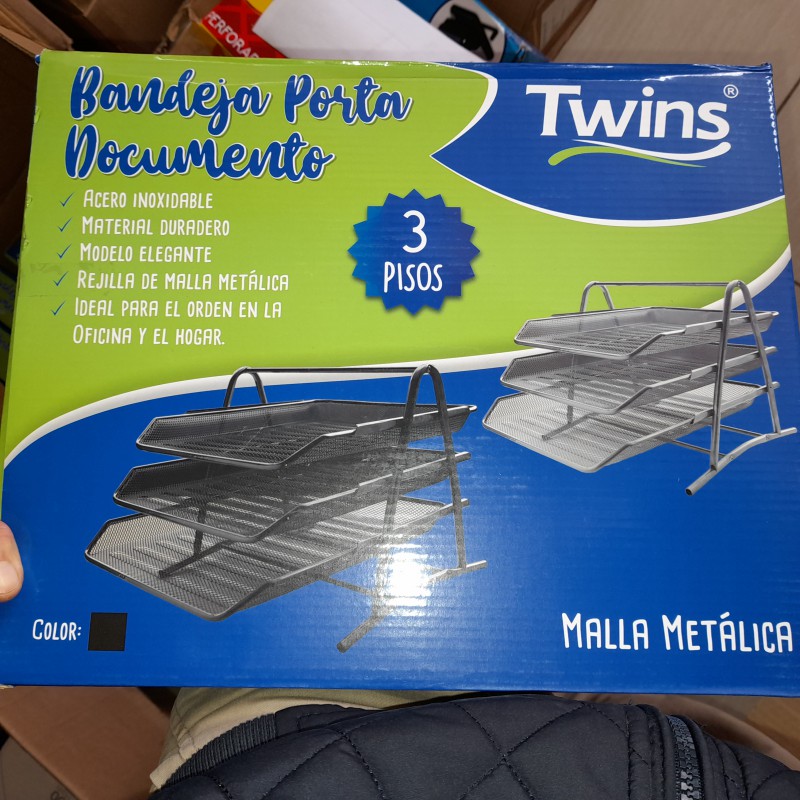 PERFORA
Bandeja Porta
Documento
Twins®
✓ ACERO INOXIDABLE
✓ MATERIAL DURADERO
✓ MODELO ELEGANTE
✓ REJILLA DE MALLA METÁLICA
✓ IDEAL PARA EL ORDEN EN LA
OFICINA Y EL HOGAR.
3
PISOS
COLOR:
MALLA METÁLICA